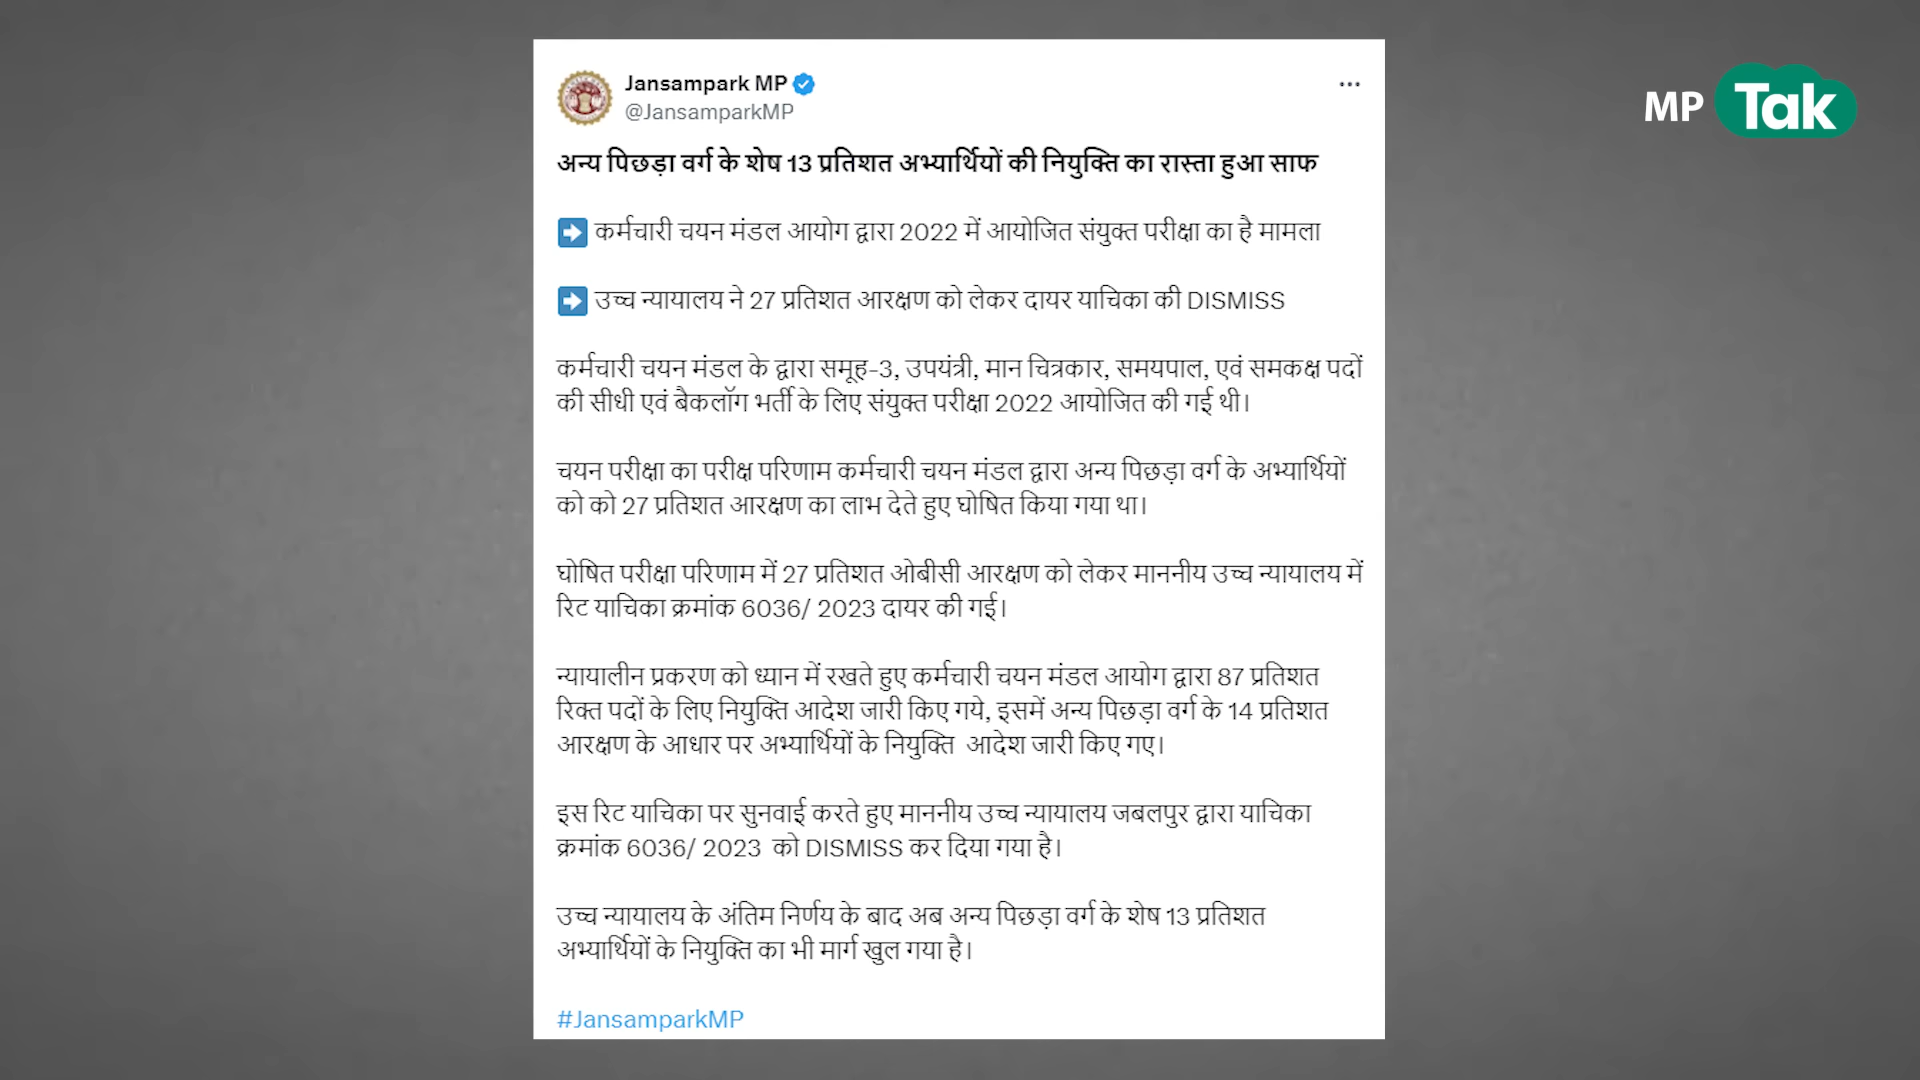 Jansampark MP
@JansamparkMP
MP Tak
अन्य पिछड़ा वर्ग के शेष 13 प्रतिशत अभ्यार्थियों की नियुक्ति का रास्ता हुआ साफ
कर्मचारी चयन मंडल आयोग द्वारा 2022 में आयोजित संयुक्त परीक्षा का है मामला
उच्च न्यायालय ने 27 प्रतिशत आरक्षण को लेकर दायर याचिका की DISMISS
कर्मचारी चयन मंडल के द्वारा समूह-3, उपयंत्री, मान चित्रकार, समयपाल, एवं समकक्ष पदों
की सीधी एवं बैकलॉग भर्ती के लिए संयुक्त परीक्षा 2022 आयोजित की गई थी।
चयन परीक्षा का परीक्ष परिणाम कर्मचारी चयन मंडल द्वारा अन्य पिछड़ा वर्ग के अभ्यार्थियों
को को 27 प्रतिशत आरक्षण का लाभ देते हुए घोषित किया गया था।
घोषित परीक्षा परिणाम में 27 प्रतिशत ओबीसी आरक्षण को लेकर माननीय उच्च न्यायालय में
रिट याचिका क्रमांक 6036/ 2023 दायर की गई।
न्यायालीन प्रकरण को ध्यान में रखते हुए कर्मचारी चयन मंडल आयोग द्वारा 87 प्रतिशत
रिक्त पदों के लिए नियुक्ति आदेश जारी किए गये, इसमें अन्य पिछड़ा वर्ग के 14 प्रतिशत
आरक्षण के आधार पर अभ्यार्थियों के नियुक्ति आदेश जारी किए गए।
इस रिट याचिका पर सुनवाई करते हुए माननीय उच्च न्यायालय जबलपुर द्वारा याचिका
क्रमांक 6036/ 2023 को DISMISS कर दिया गया है।
उच्च न्यायालय के अंतिम निर्णय के बाद अब अन्य पिछड़ा वर्ग के शेष 13 प्रतिशत
अभ्यार्थियों के नियुक्ति का भी मार्ग खुल गया है।
#JansamparkMP